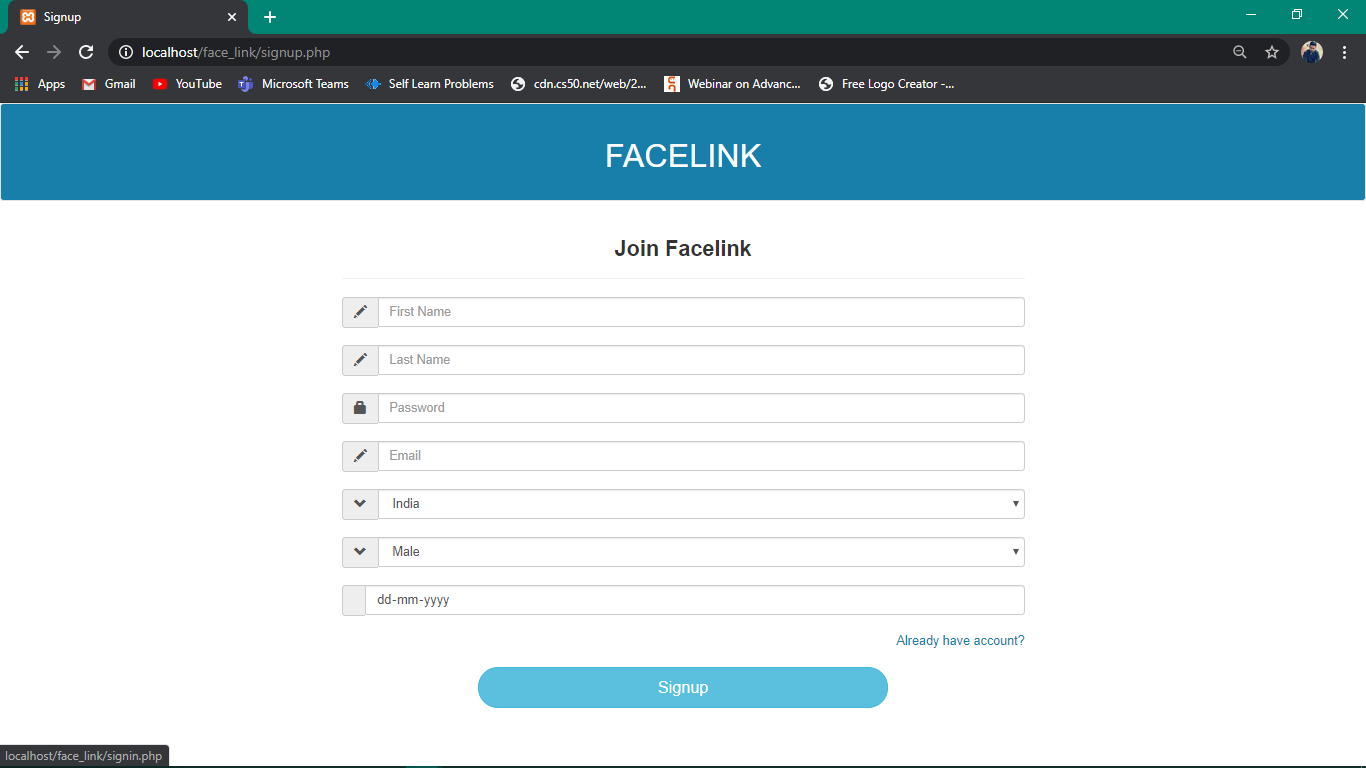 Signup
localhost/face_link/signup.php
Apps Gmail YouTube Microsoft Teams Self Learn Problems cdn.cs50.net/web/2... Webinar on Advanc... Free Logo Creator -...
FACELINK
Join Facelink
First Name
Last Name
Password
Email
India
Male
dd-mm-yyyy
Already have account?
Signup
localhost/face_link/signin.php